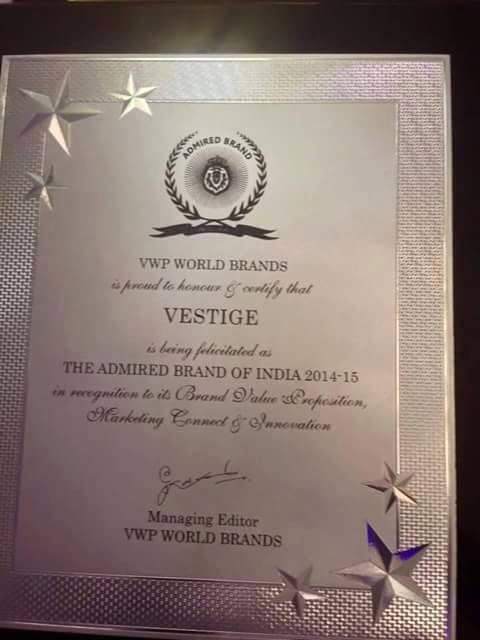 ADMIRED BRAND
VWP WORLD BRANDS
is proud to honour & certify that
VESTIGE
is being felicitated as
THE ADMIRED BRAND OF INDIA 2014-15
in recognition to its Brand Value Proposition,
Marketing Connect & Innovation
Managing Editor
VWP WORLD BRANDS